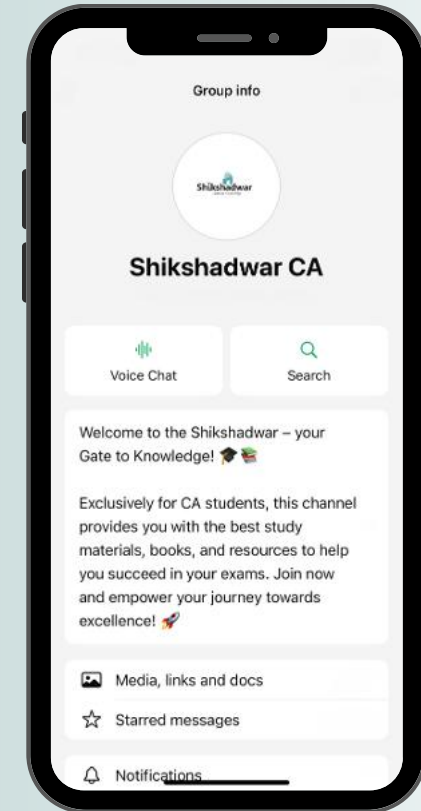 Group info
Shikshadwar
Shikshadwar CA
Voice Chat
Search
Welcome to the Shikshadwar – your
Gate to Knowledge! 🎓📚
Exclusively for CA students, this channel
provides you with the best study
materials, books, and resources to help
you succeed in your exams. Join now
and empower your journey towards
excellence! 🚀
Media, links and docs
Starred messages
Notifications